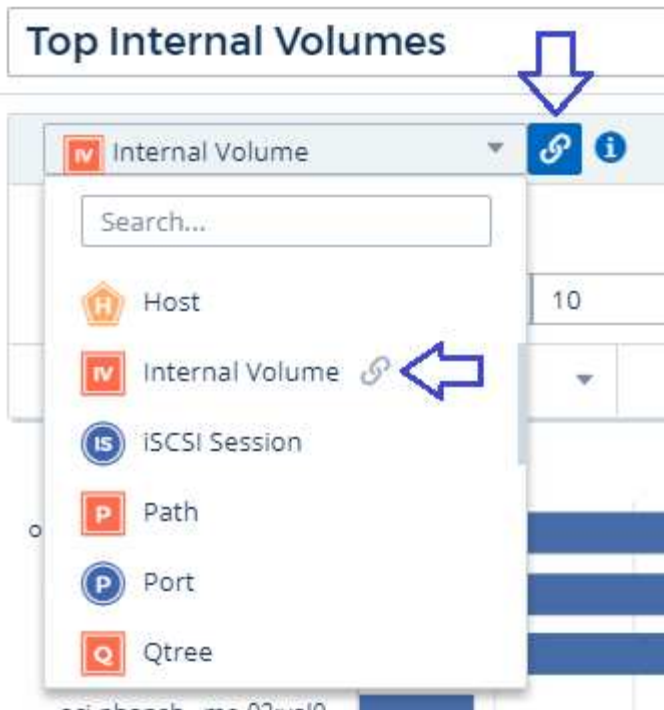 Top Internal Volumes
IV Internal Volume
Search...
H Host
10
IV Internal Volume
IS iSCSI Session
P Path
P Port
Q Qtree